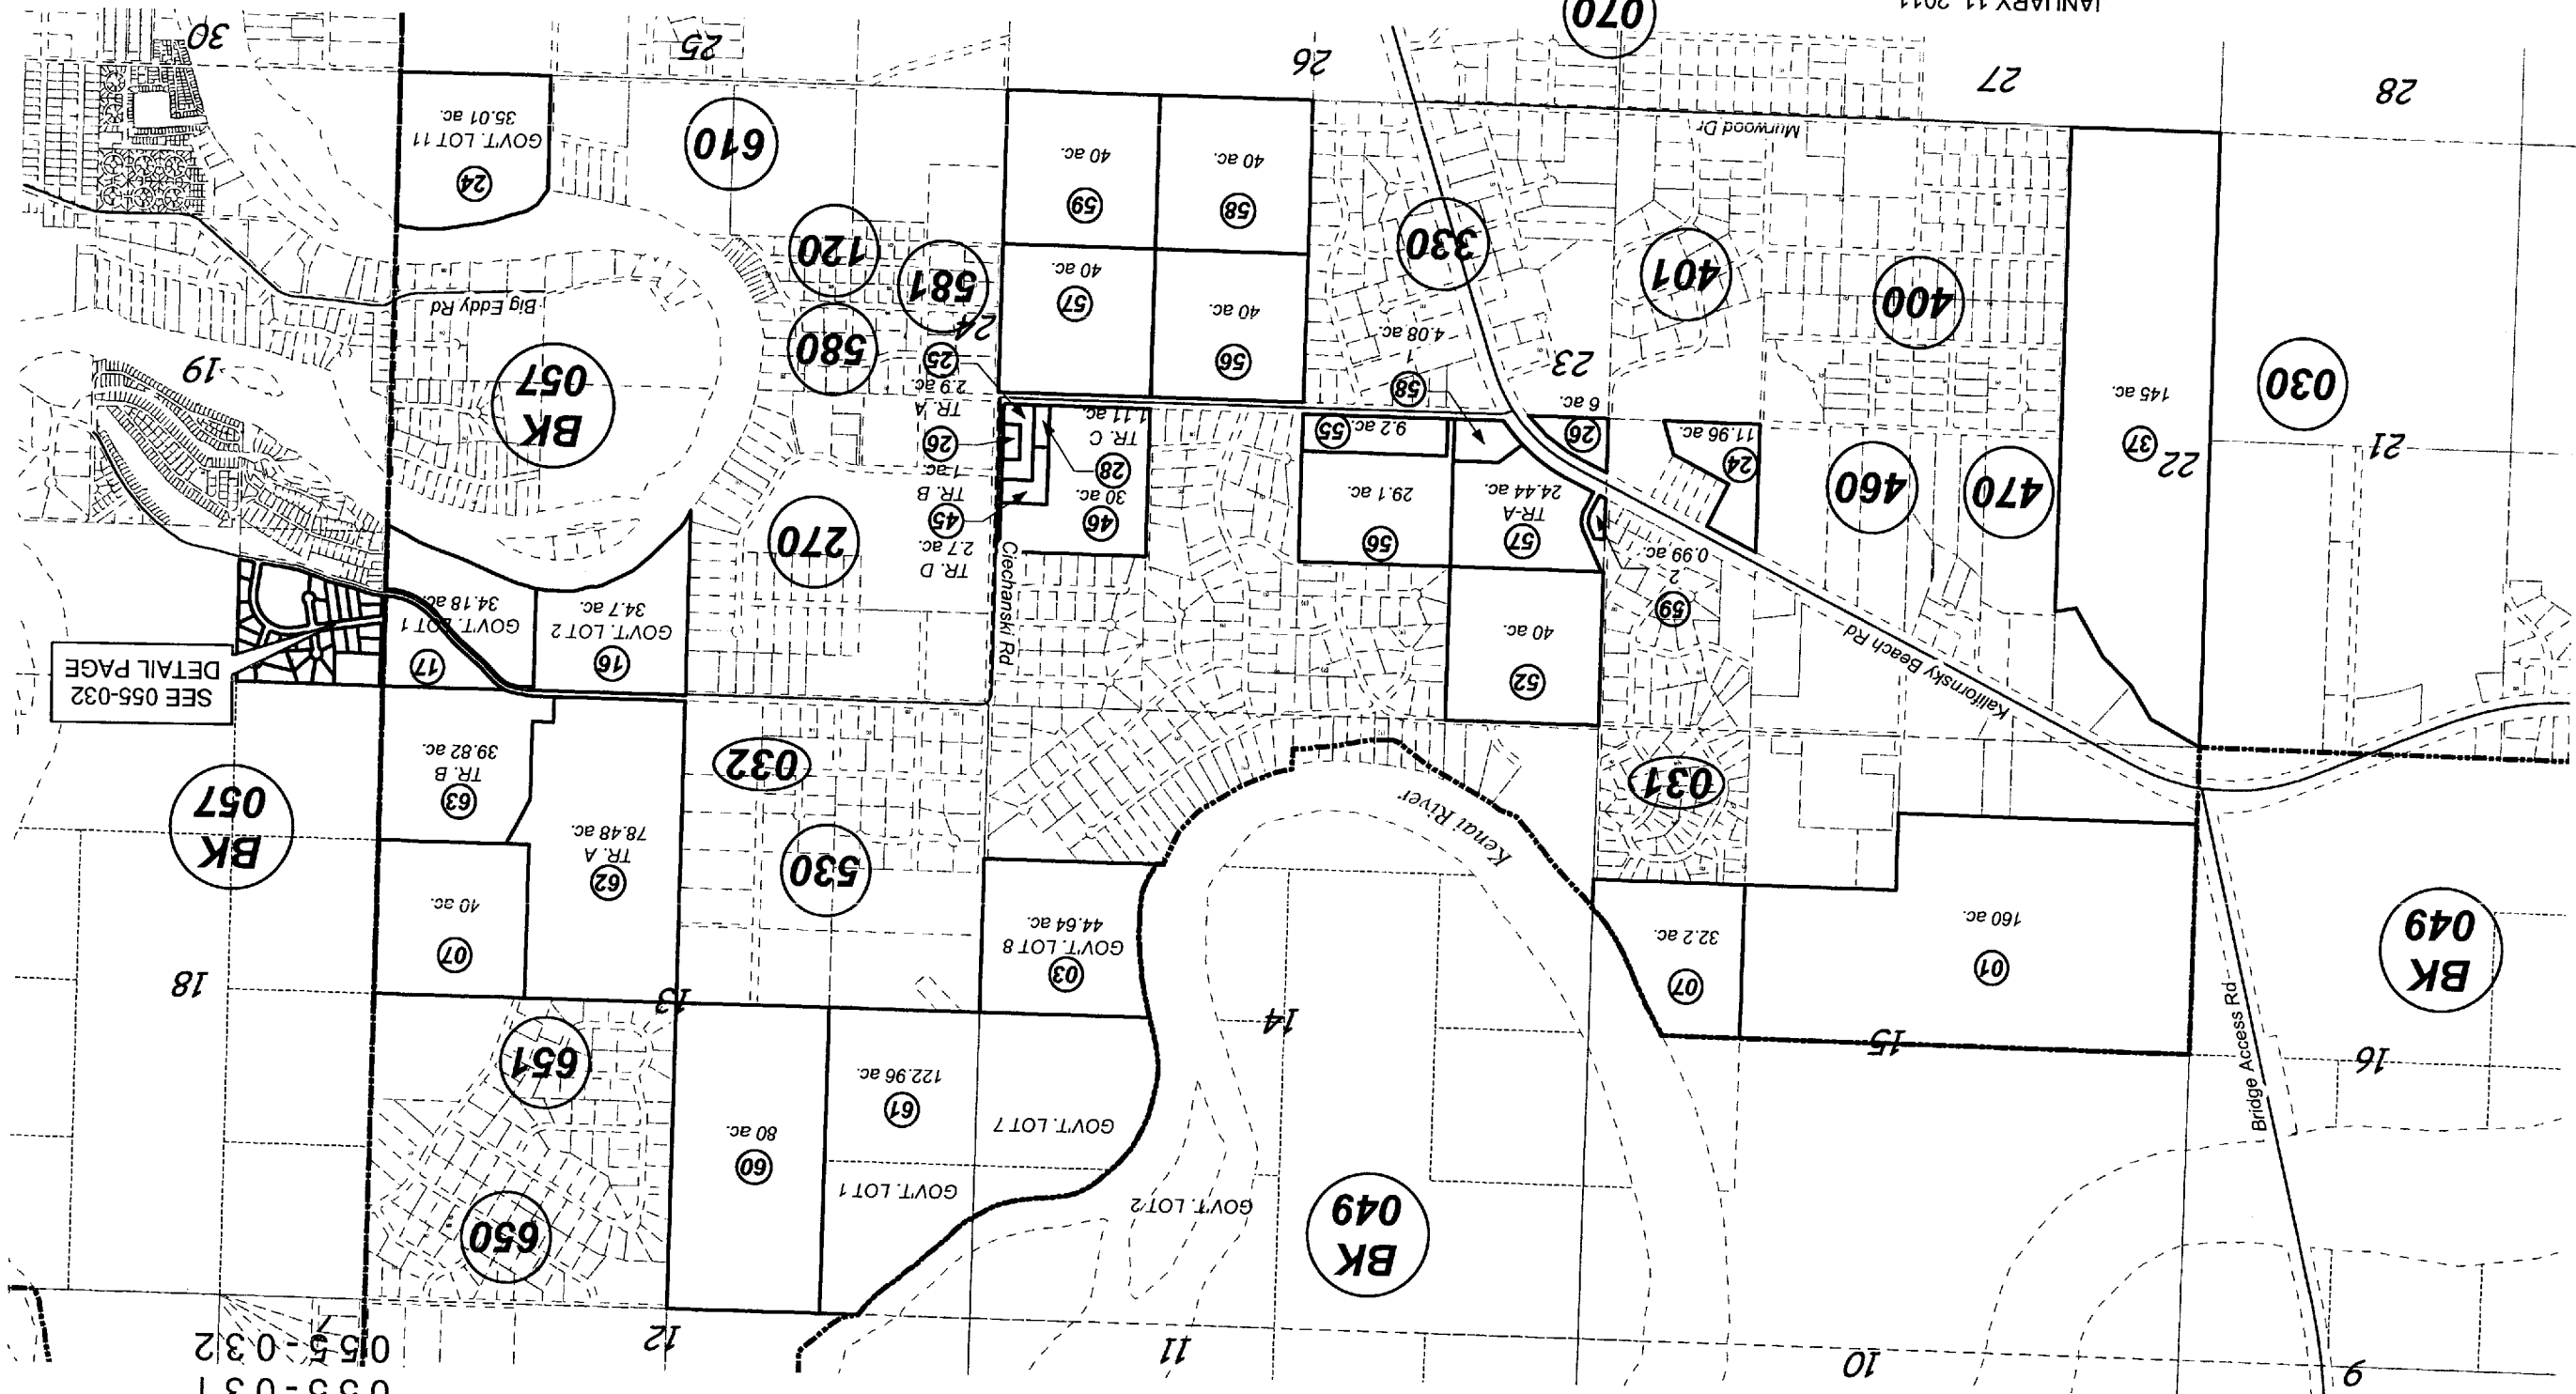 055-031
055-032
9
10
11
12
7
BK
049
GOVT. LOT 2
GOVT. LOT 1
80 ac.
60
650
Bridge Access Rd
16
15
14
GOVT. LOT 7
61
122.96 ac.
651
13
18
BK
049
01
160 ac.
07
32.2 ac.
03
GOVT. LOT 8
44.64 ac.
530
62
TR. A
78.48 ac.
07
40 ac.
BK
057
Kenai River
031
032
63
TR. B
39.82 ac.
SEE 055-032
DETAIL PAGE
Kalifornsky Beach Rd
59
2
0.99 ac.
52
40 ac.
Ciechanski Rd
16
GOVT. LOT 2
34.7 ac.
17
GOVT. LOT 1
34.18 ac.
21
22
37
145 ac.
470
460
24
11.96 ac.
26
6 ac.
57
TR-A
24.44 ac.
56
29.1 ac.
55
9.2 ac.
46
30 ac.
28
TR. C
1.11 ac.
TR. D
2.7 ac.
45
TR. B
1 ac.
26
TR. A
2.9 ac.
25
270
030
400
401
23
58
1
4.08 ac.
330
56
40 ac.
57
40 ac.
24
581
580
120
BK
057
Big Eddy Rd
19
58
40 ac.
59
40 ac.
610
24
GOVT. LOT 11
35.01 ac.
Murwood Dr
28
27
26
25
30
070
JANUARY 11, 2011